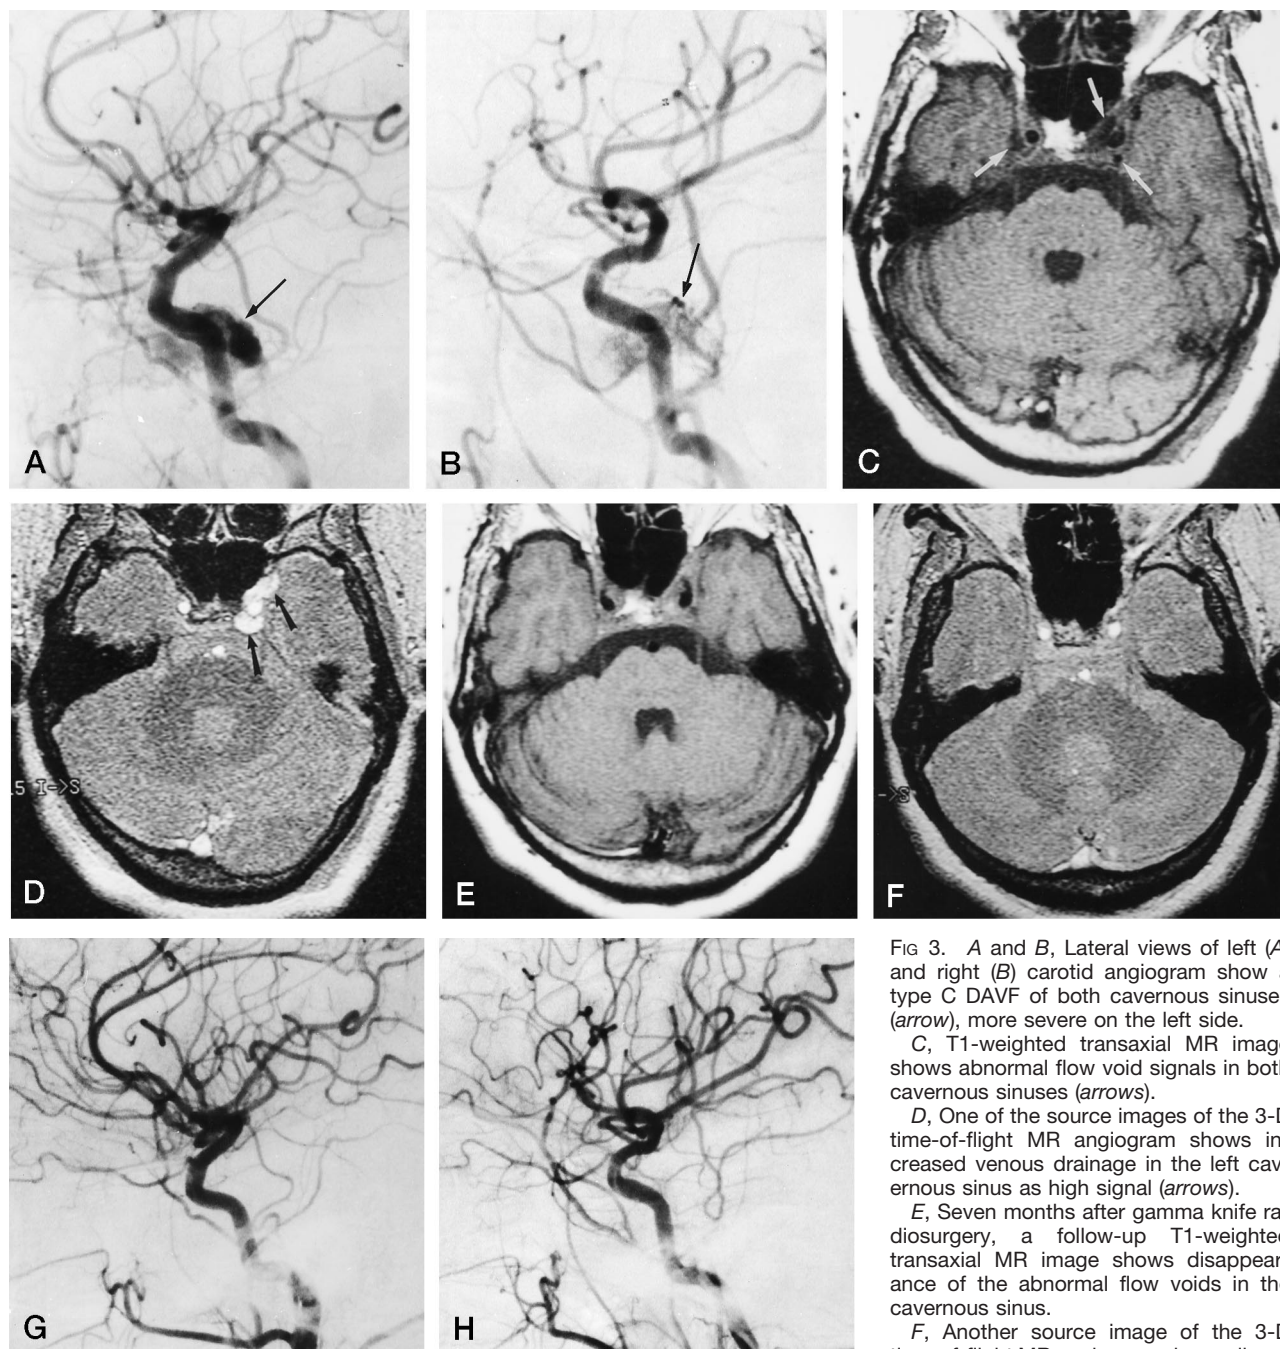 A
B
C
5 I->S
D
E
->S
F
G
H
FIG 3. A and B, Lateral views of left (A
and right (B) carotid angiogram show
type C DAVF of both cavernous sinuse
(arrow), more severe on the left side.
C, T1-weighted transaxial MR image
shows abnormal flow void signals in both
cavernous sinuses (arrows).
D, One of the source images of the 3-D
time-of-flight MR angiogram shows in-
creased venous drainage in the left cav
ernous sinus as high signal (arrows).
E, Seven months after gamma knife ra
diosurgery, a follow-up T1-weighted
transaxial MR image shows disappear
ance of the abnormal flow voids in the
cavernous sinus.
F, Another source image of the 3-D